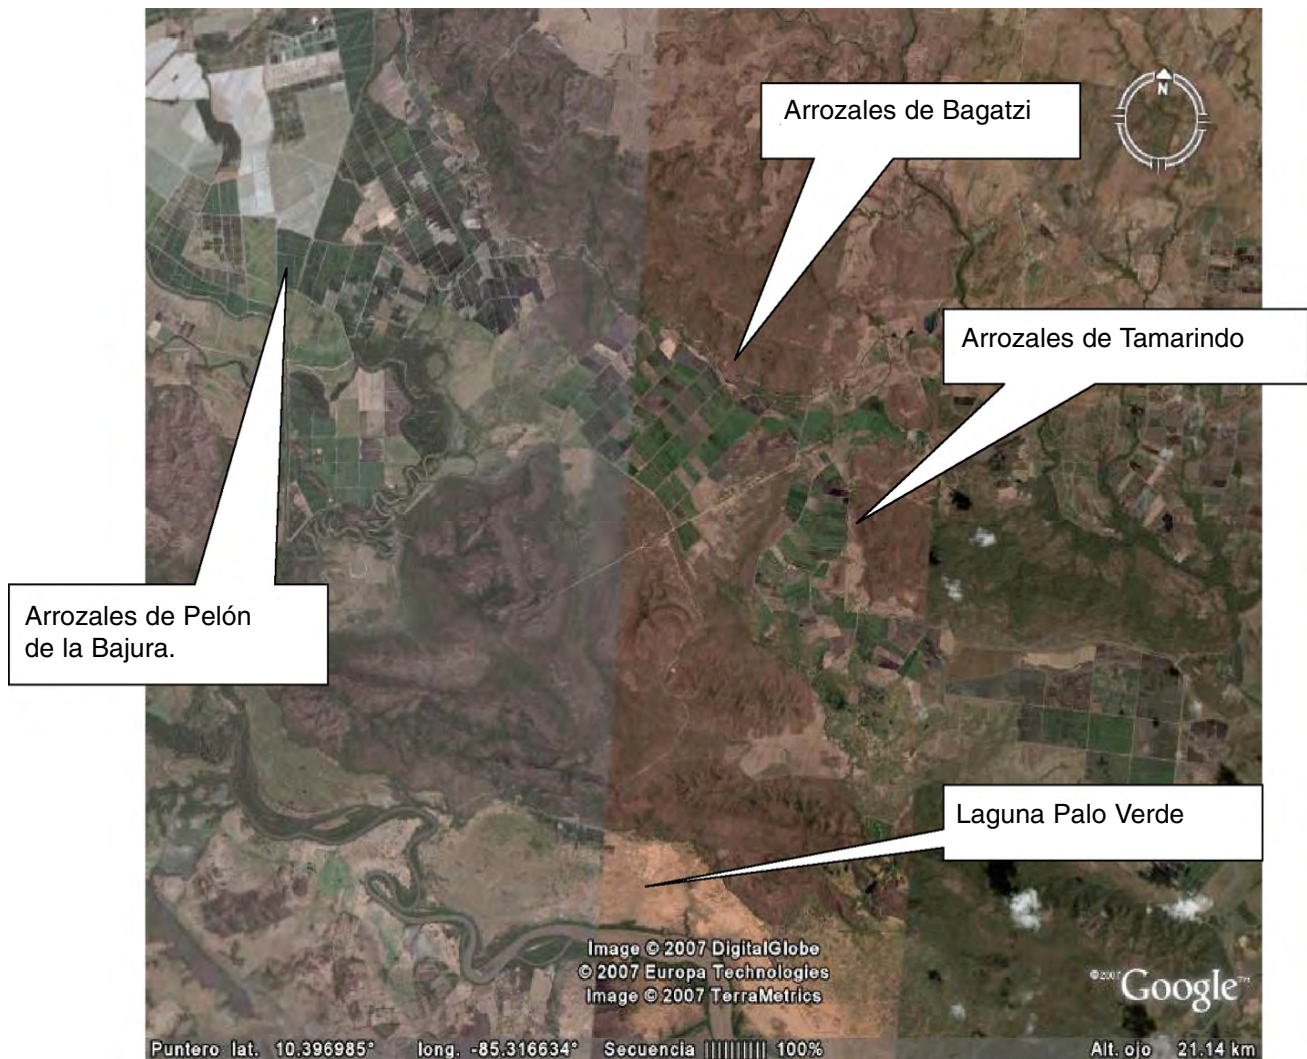 Arrozales de Bagatzi
N
Arrozales de Tamarindo
Arrozales de Pelón
de la Bajura.
Laguna Palo Verde
Image © 2007 DigitalGlobe
© 2007 Europa Technologies
Image © 2007 TerraMetrics
©2007 Google™
Puntero lat. 10.396985° long. -85.316634° Secuencia |||||||||| 100% Alt. ojo 21.14 km